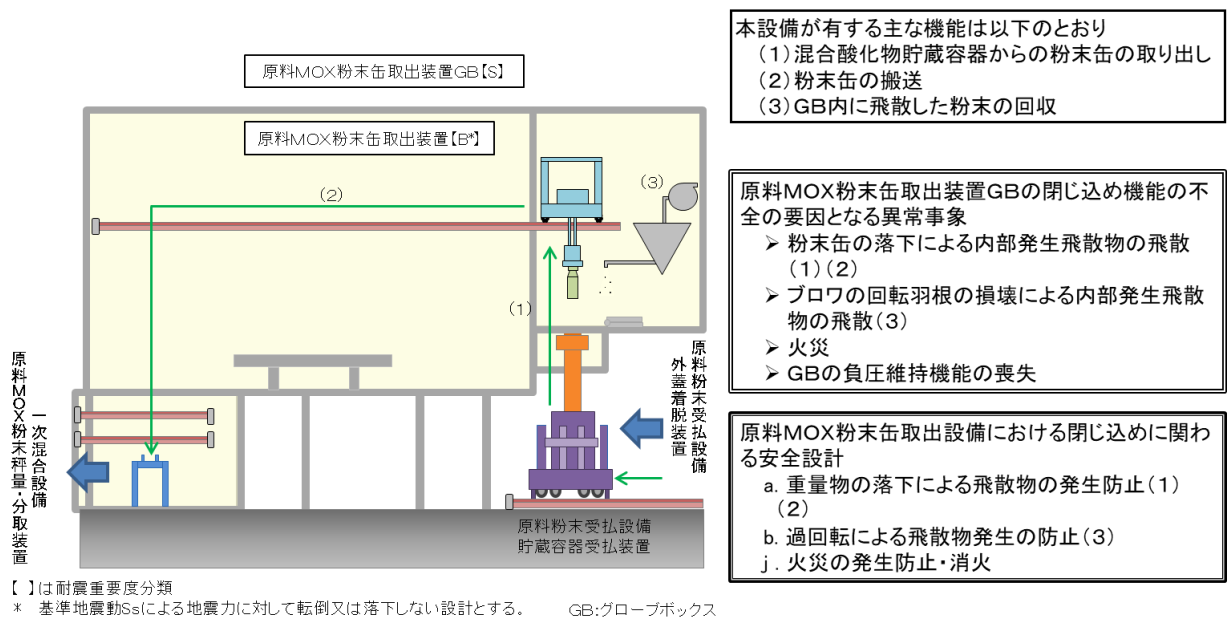 原料MOX粉末缶取出装置GB【S】
原料MOX粉末缶取出装置【B*】
(2)
(3)
(1)
原料粉末受払設備
外蓋着脱装置
一次混合設備
原料MOX粉末秤量・分取装置
原料粉末受払設備
貯蔵容器受払装置
【 】は耐震重要度分類
* 基準地震動Ssによる地震力に対して転倒又は落下しない設計とする。
GB:グローブボックス
本設備が有する主な機能は以下のとおり
(1)混合酸化物貯蔵容器からの粉末缶の取り出し
(2)粉末缶の搬送
(3)GB内に飛散した粉末の回収
原料MOX粉末缶取出装置GBの閉じ込め機能の不
全の要因となる異常事象
➢ 粉末缶の落下による内部発生飛散物の飛散
(1)(2)
➢ ブロワの回転羽根の損壊による内部発生飛散
物の飛散(3)
➢ 火災
➢ GBの負圧維持機能の喪失
原料MOX粉末缶取出設備における閉じ込めに関わ
る安全設計
a. 重量物の落下による飛散物の発生防止(1)
(2)
b. 過回転による飛散物発生の防止(3)
j. 火災の発生防止・消火